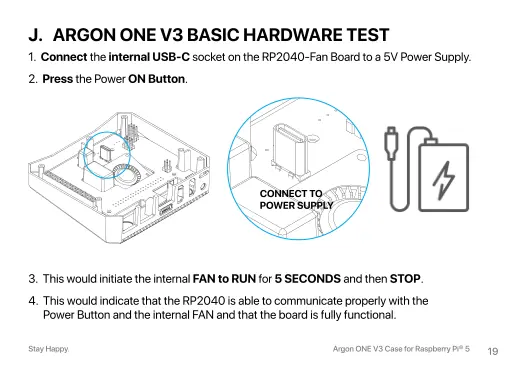 J. ARGON ONE V3 BASIC HARDWARE TEST
1. Connect the internal USB-C socket on the RP2040-Fan Board to a 5V Power Supply.
2. Press the Power ON Button.
CONNECT TO
POWER SUPPLY
3. This would initiate the internal FAN to RUN for 5 SECONDS and then STOP.
4. This would indicate that the RP2040 is able to communicate properly with the
Power Button and the internal FAN and that the board is fully functional.
Stay Happy.
Argon ONE V3 Case for Raspberry Pi® 5
19